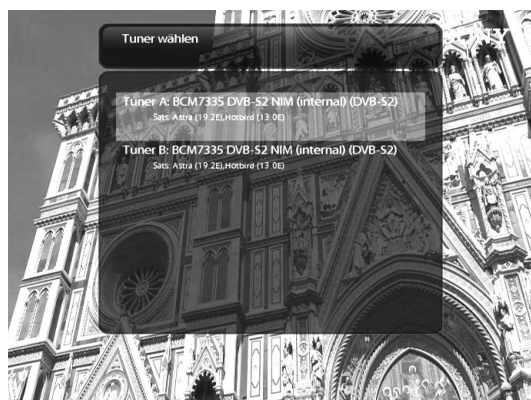 Tuner wählen
Tuner A: BCM7335 DVB-S2 NIM (internal) (DVB-S2)
Sats: Astra (19 2E),Hotbird (13 0E)
Tuner B: BCM7335 DVB-S2 NIM (internal) (DVB-S2)
Sats: Astra (19 2E),Hotbird (13 0E)